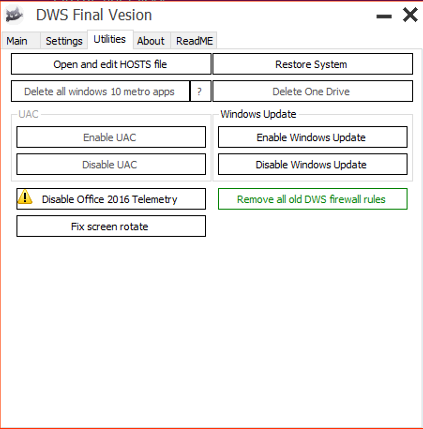 DWS Final Vesion
Main Settings Utilities About ReadME
Open and edit HOSTS file Restore System
Delete all windows 10 metro apps ? Delete One Drive
UAC Windows Update
Enable UAC Enable Windows Update
Disable UAC Disable Windows Update
Disable Office 2016 Telemetry Remove all old DWS firewall rules
Fix screen rotate